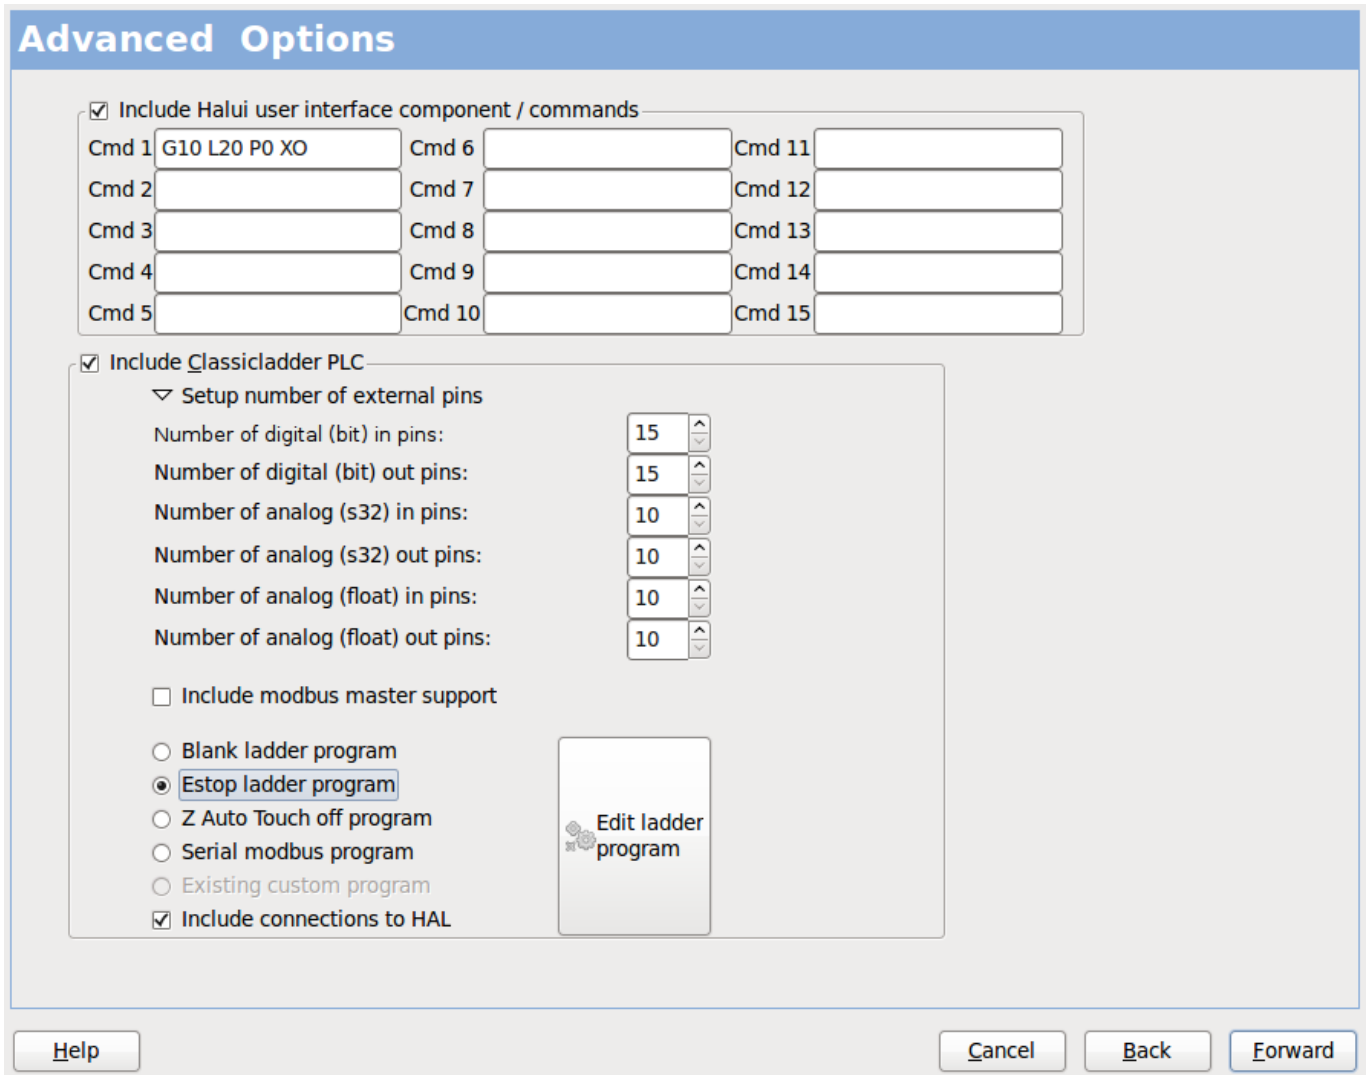 Advanced Options
Include Halui user interface component / commands
Cmd 1 G10 L20 P0 XO Cmd 6 Cmd 11
Cmd 2 Cmd 7 Cmd 12
Cmd 3 Cmd 8 Cmd 13
Cmd 4 Cmd 9 Cmd 14
Cmd 5 Cmd 10 Cmd 15
Include Classicladder PLC
Setup number of external pins
Number of digital (bit) in pins: 15
Number of digital (bit) out pins: 15
Number of analog (s32) in pins: 10
Number of analog (s32) out pins: 10
Number of analog (float) in pins: 10
Number of analog (float) out pins: 10
Include modbus master support
Blank ladder program
Estop ladder program
Z Auto Touch off program
Serial modbus program
Existing custom program
Include connections to HAL
Edit ladder
program
Help Cancel Back Forward